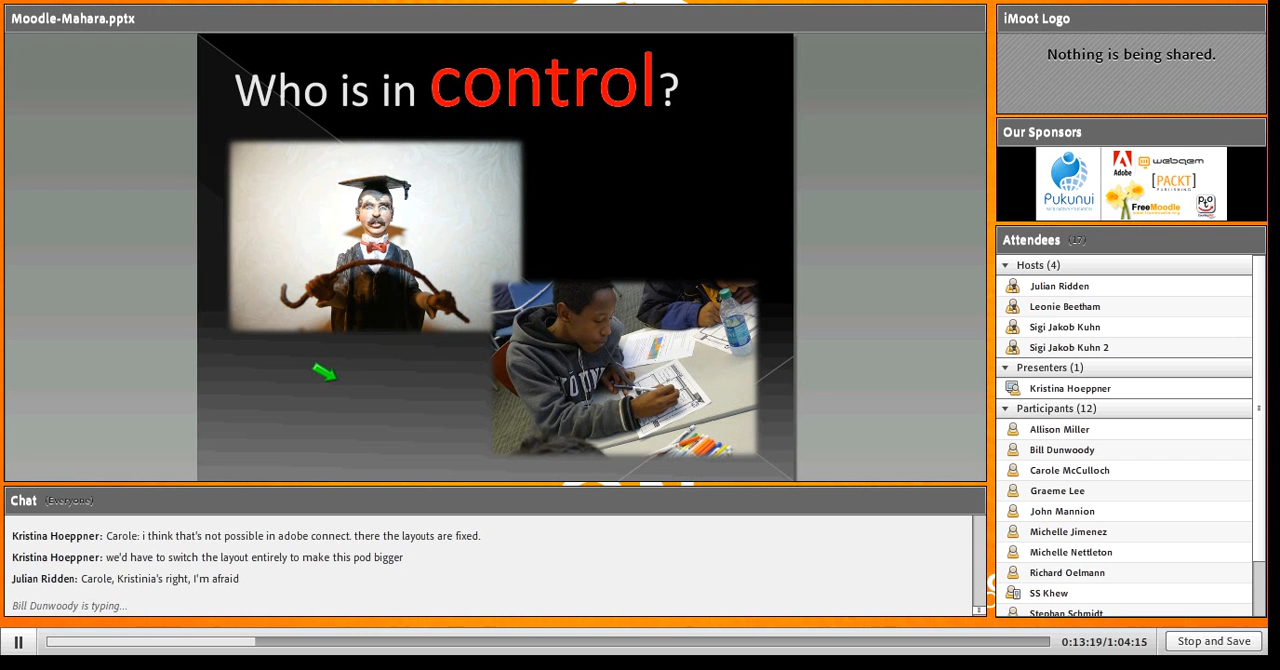 Moodle-Mahara.pptx
Who is in control?
Chat (Everyone)
Kristina Hoeppner: Carole: i think that's not possible in adobe connect. there the layouts are fixed.
Kristina Hoeppner: we'd have to switch the layout entirely to make this pod bigger
Julian Ridden: Carole, Kristinia's right, I'm afraid
Bill Dunwoody is typing...
iMoot Logo
Nothing is being shared.
Our Sponsors
Pukunui
Adobe
webgem
[PACKT]
PUBLISHING
FreeMoodle
Attendees (17)
Hosts (4)
Julian Ridden
Leonie Beetham
Sigi Jakob Kuhn
Sigi Jakob Kuhn 2
Presenters (1)
Kristina Hoeppner
Participants (12)
Allison Miller
Bill Dunwoody
Carole McCulloch
Graeme Lee
John Mannion
Michelle Jimenez
Michelle Nettleton
Richard Oelmann
SS Khew
Stephan Schmidt
0:13:19/1:04:15
Stop and Save